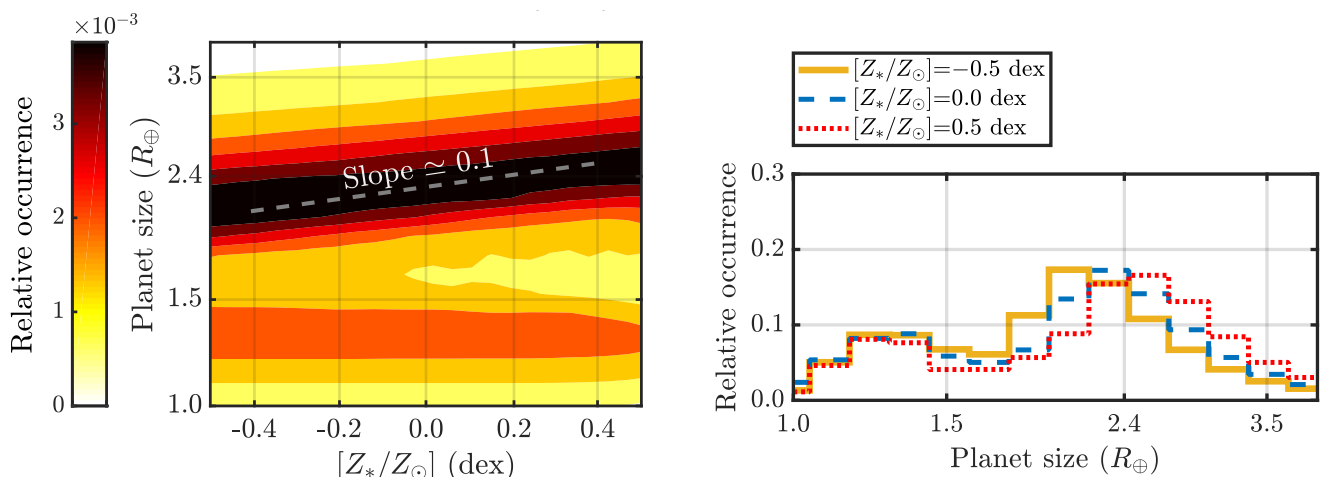 ×10⁻³
Relative occurrence
3
2
1
0
Planet size (R⊕)
3.5
2.4
1.5
1.0
Slope ≃ 0.1
-0.4
-0.2
0.0
0.2
0.4
[Z*/Z⊙] (dex)
[Z*/Z⊙]=−0.5 dex
[Z*/Z⊙]=0.0 dex
[Z*/Z⊙]=0.5 dex
Relative occurrence
0.3
0.2
0.1
0.0
1.0
1.5
2.4
3.5
Planet size (R⊕)